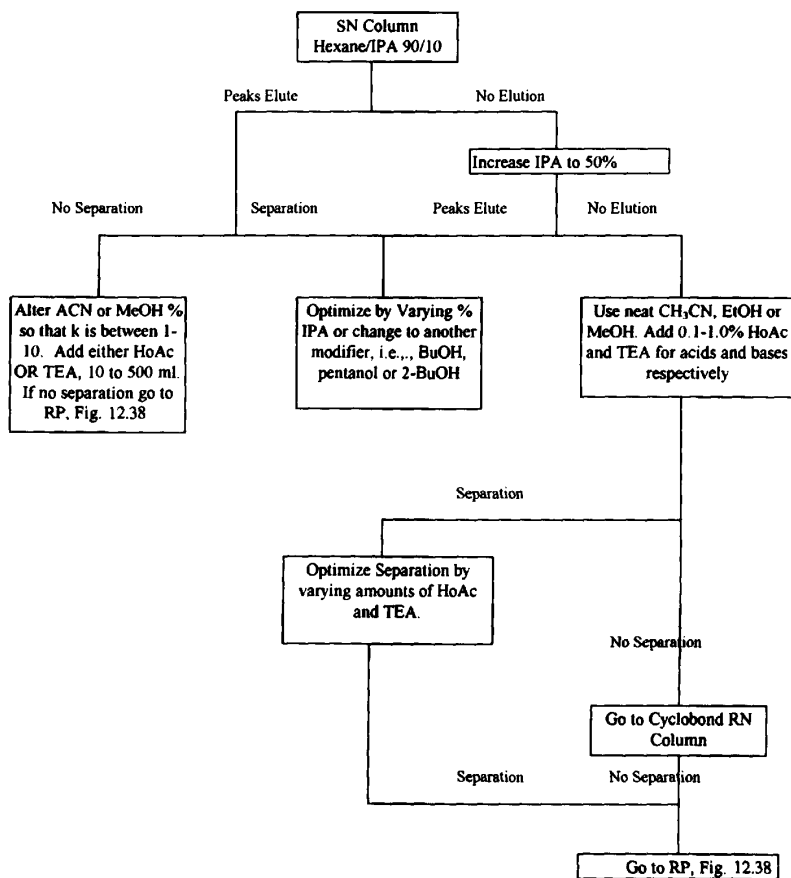 SN Column
Hexane/IPA 90/10
Peaks Elute
No Elution
Increase IPA to 50%
No Separation
Separation
Peaks Elute
No Elution
Alter ACN or MeOH %
so that k is between 1-
10. Add either HoAc
OR TEA, 10 to 500 ml.
If no separation go to
RP, Fig. 12.38
Optimize by Varying %
IPA or change to another
modifier, i.e.,., BuOH,
pentanol or 2-BuOH
Use neat CH₃CN, EtOH or
MeOH. Add 0.1-1.0% HoAc
and TEA for acids and bases
respectively
Separation
Optimize Separation by
varying amounts of HoAc
and TEA.
No Separation
Go to Cyclobond RN
Column
Separation
No Separation
Go to RP, Fig. 12.38